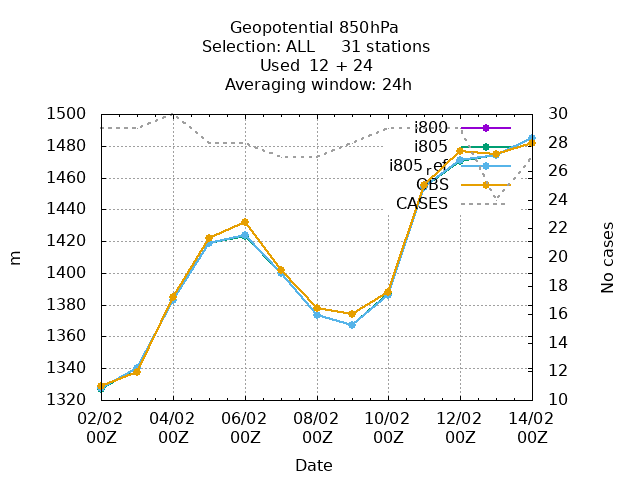 Geopotential 850hPa
Selection: ALL 31 stations
Used 12 + 24
Averaging window: 24h
1500
1480
1460
1440
1420
1400
1380
1360
1340
1320
m
30
28
26
24
22
20
18
16
14
12
10
No cases
i800
i805
i805_ref
OBS
CASES
02/02 04/02 06/02 08/02 10/02 12/02 14/02
00Z 00Z 00Z 00Z 00Z 00Z 00Z
Date